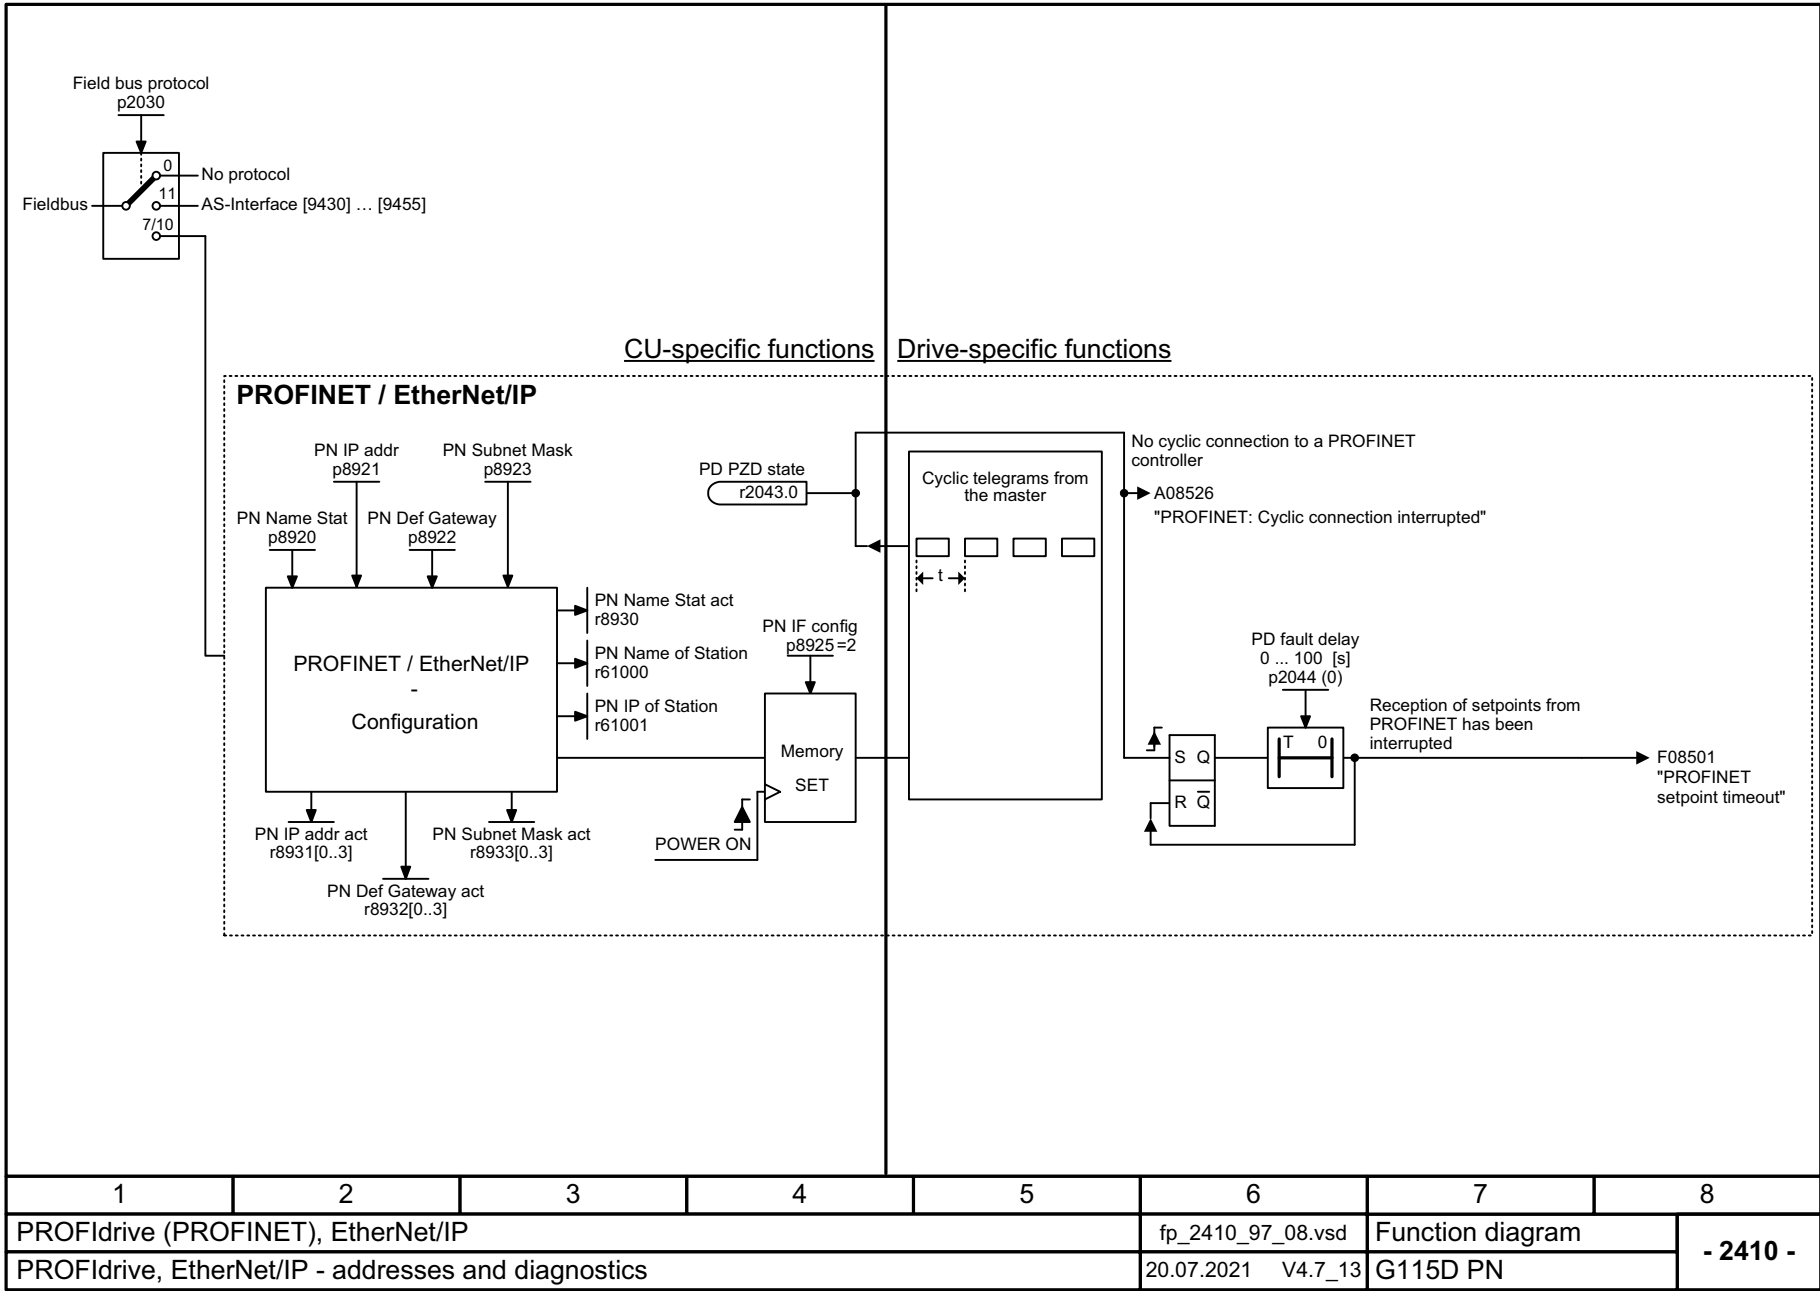 Field bus protocol
p2030
0
No protocol
11
Fieldbus
AS-Interface [9430] … [9455]
7/10
CU-specific functions
Drive-specific functions
PROFINET / EtherNet/IP
PN IP addr
p8921
PN Subnet Mask
p8923
PN Name Stat
p8920
PN Def Gateway
p8922
PROFINET / EtherNet/IP
-
Configuration
PN Name Stat act
r8930
PN Name of Station
r61000
PN IP of Station
r61001
PN IP addr act
r8931[0..3]
PN Subnet Mask act
r8933[0..3]
PN Def Gateway act
r8932[0..3]
PD PZD state
r2043.0
PN IF config
p8925=2
Memory
SET
POWER ON
Cyclic telegrams from
the master
t
No cyclic connection to a PROFINET
controller
A08526
"PROFINET: Cyclic connection interrupted"
PD fault delay
0 ... 100 [s]
p2044 (0)
S Q
R Q̅
T 0
Reception of setpoints from
PROFINET has been
interrupted
F08501
"PROFINET
setpoint timeout"
1 2 3 4 5 6 7 8
PROFIdrive (PROFINET), EtherNet/IP
fp_2410_97_08.vsd
Function diagram
- 2410 -
PROFIdrive, EtherNet/IP - addresses and diagnostics
20.07.2021 V4.7_13
G115D PN